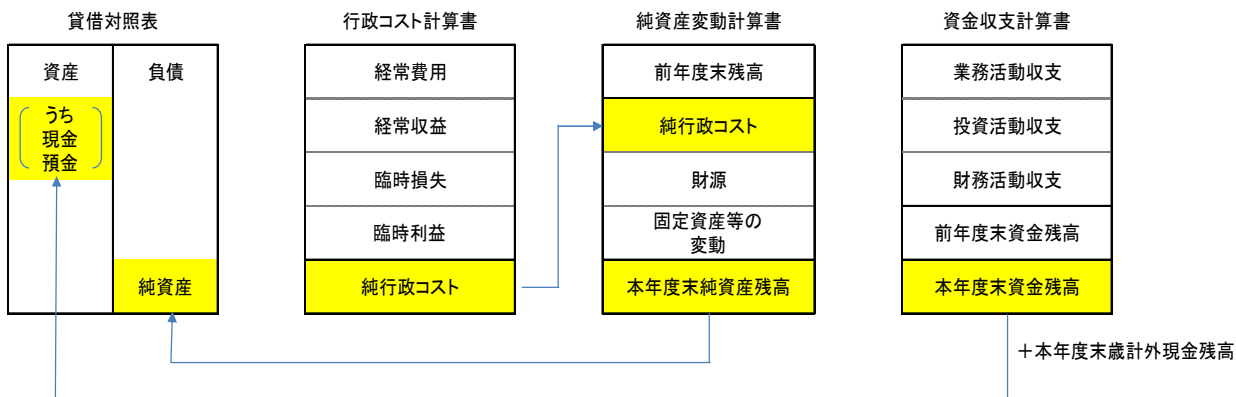 貸借対照表
資産
負債
うち
現金
預金
純資産
行政コスト計算書
経常費用
経常収益
臨時損失
臨時利益
純行政コスト
純資産変動計算書
前年度末残高
純行政コスト
財源
固定資産等の
変動
本年度末純資産残高
資金収支計算書
業務活動収支
投資活動収支
財務活動収支
前年度末資金残高
本年度末資金残高
＋本年度末歳計外現金残高